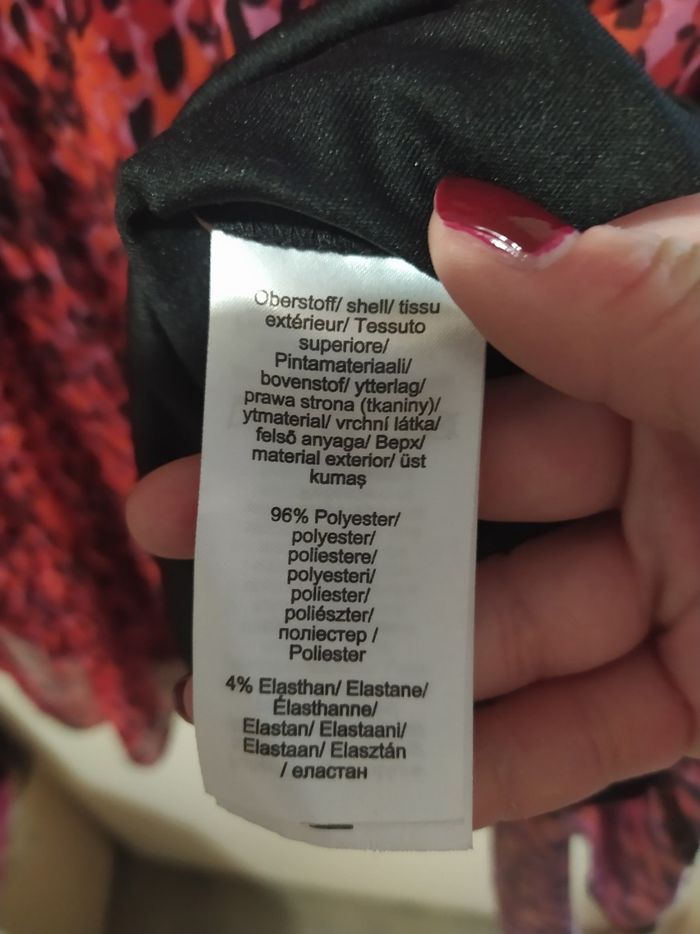 Oberstoff/ shell/ tissu
extérieur/ Tessuto
superiore/
Pintamateriaali/
bovenstof/ ytterlag/
prawa strona (tkaniny)/
ytmaterial/ vrchní látka/
felső anyaga/ Верх/
material exterior/ üst
kumaş
96% Polyester/
polyester/
poliestere/
polyesteri/
poliester/
poliészter/
поліестер /
Poliester
4% Elasthan/ Elastane/
Élasthanne/
Elastan/ Elastaani/
Elastaan/ Elasztán
/ еластан